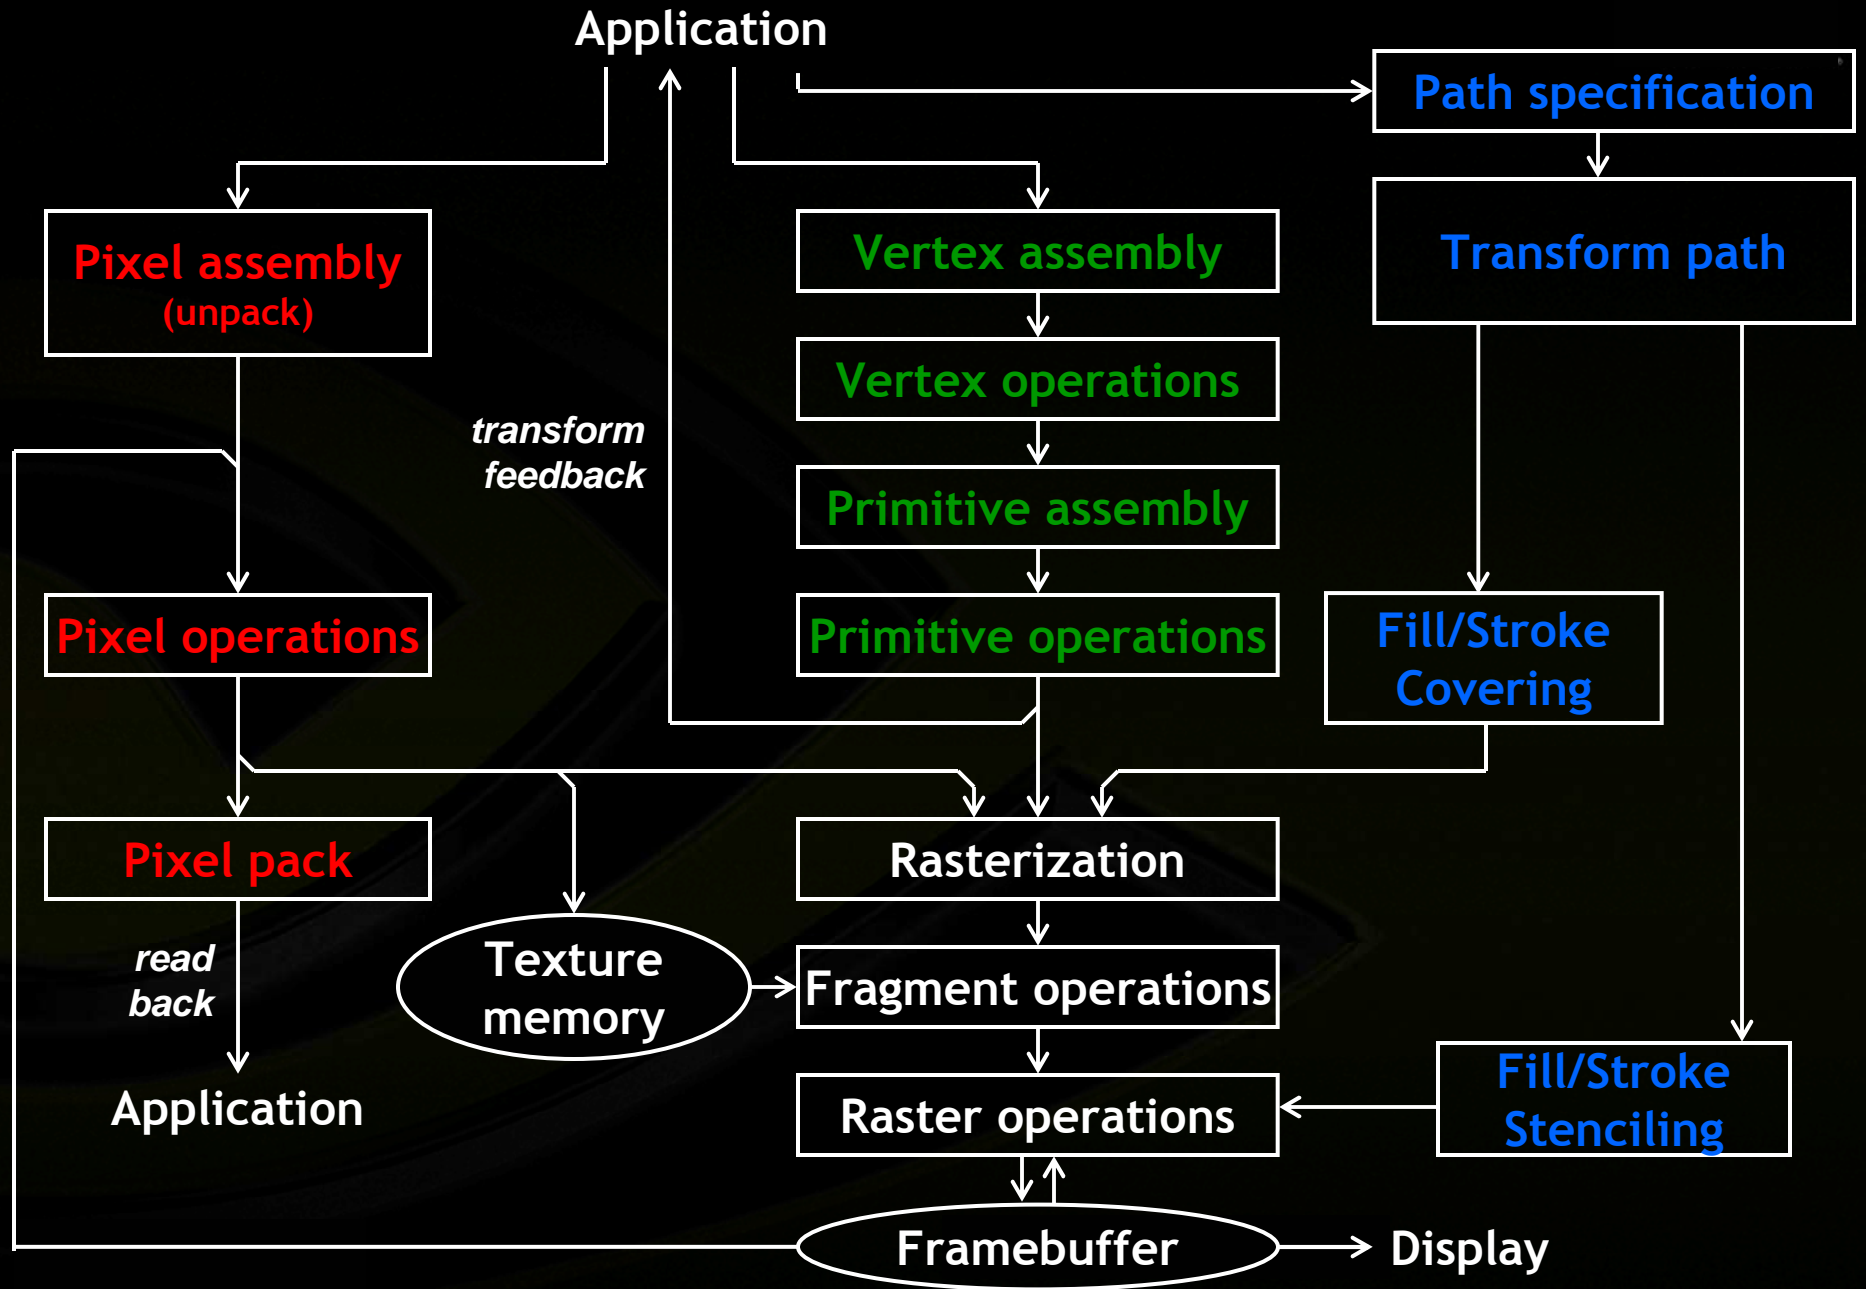 Application
Path specification
Pixel assembly
(unpack)
Vertex assembly
Transform path
Vertex operations
transform
feedback
Primitive assembly
Pixel operations
Primitive operations
Fill/Stroke
Covering
Pixel pack
Rasterization
read
back
Texture
memory
Fragment operations
Application
Raster operations
Fill/Stroke
Stenciling
Framebuffer
Display